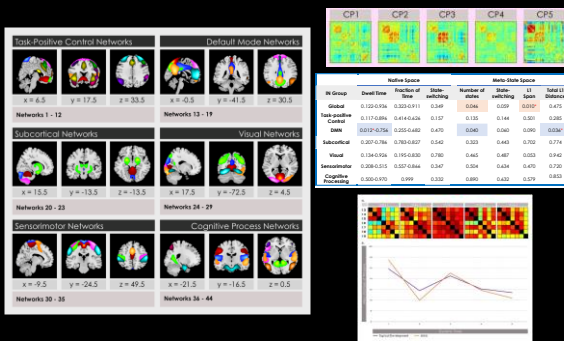 Task-Positive Control Networks
Default Mode Networks
x = 6.5 y = 17.5 z = 33.5
x = -0.5 y = -41.5 z = 30.5
Networks 1 - 12
Networks 13 - 19
Subcortical Networks
Visual Networks
x = 15.5 y = -13.5 z = -13.5
x = 17.5 y = -72.5 z = 4.5
Networks 20 - 23
Networks 24 - 29
Sensorimotor Networks
Cognitive Process Networks
x = -9.5 y = -24.5 z = 49.5
x = -21.5 y = -16.5 z = 0.5
Networks 30 - 35
Networks 36 - 44
CP1 CP2 CP3 CP4 CP5
Native Space Meta-State Space
IN Group Dwell Time Fraction of Time State-switching Number of states State-switching L1 Span Total L1 Distance
Global 0.122-0.936 0.323-0.911 0.349 0.046 0.059 0.010* 0.475
Task-positive Control 0.117-0.896 0.414-0.626 0.157 0.135 0.144 0.501 0.285
DMN 0.012*-0.756 0.255-0.682 0.470 0.040 0.060 0.090 0.036*
Subcortical 0.207-0.784 0.783-0.827 0.542 0.323 0.443 0.702 0.774
Visual 0.134-0.926 0.195-0.830 0.780 0.465 0.487 0.053 0.942
Sensorimotor 0.208-0.515 0.557-0.866 0.347 0.504 0.634 0.470 0.720
Cognitive Processing 0.500-0.970 0.999 0.332 0.890 0.632 0.579 0.853